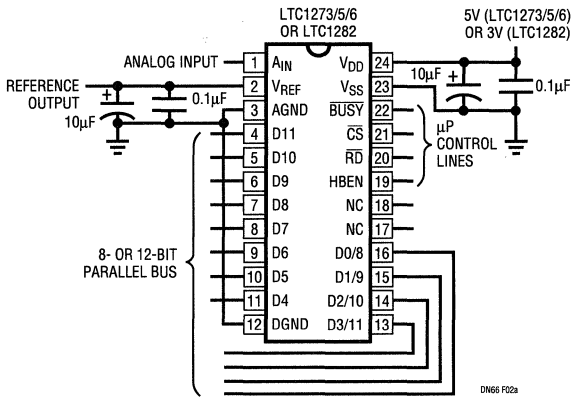 LTC1273/5/6
OR LTC1282
5V (LTC1273/5/6)
OR 3V (LTC1282)
ANALOG INPUT
REFERENCE
OUTPUT
+
10μF
0.1μF
1 AIN
2 VREF
3 AGND
4 D11
5 D10
6 D9
7 D8
8 D7
9 D6
10 D5
11 D4
12 DGND
VDD 24
VSS 23
BUSY 22
CS 21
RD 20
HBEN 19
NC 18
NC 17
D0/8 16
D1/9 15
D2/10 14
D3/11 13
10μF
+
0.1μF
μP
CONTROL
LINES
8- OR 12-BIT
PARALLEL BUS
DN66 F02a